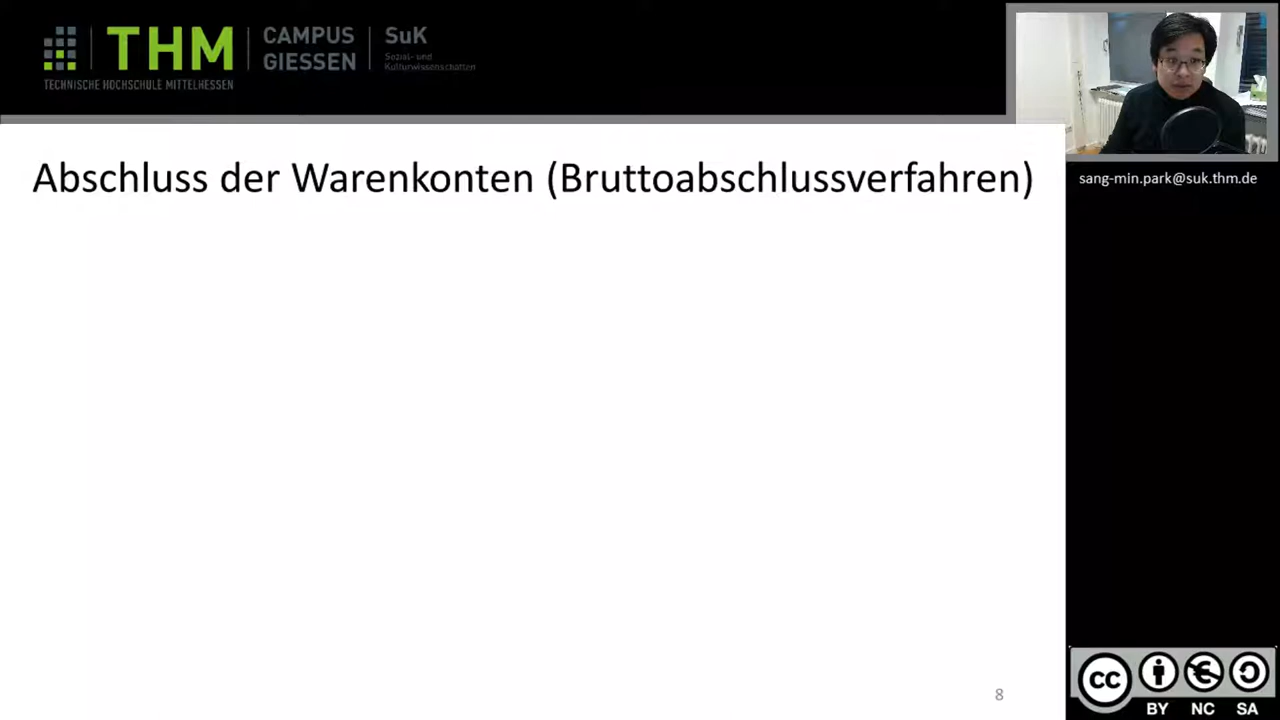 THM
CAMPUS
GIESSEN
SuK
Sozial- und
Kulturwissenschaften
TECHNISCHE HOCHSCHULE MITTELHESSEN
Abschluss der Warenkonten (Bruttoabschlussverfahren)
sang-min.park@suk.thm.de
8
cc
BY NC SA